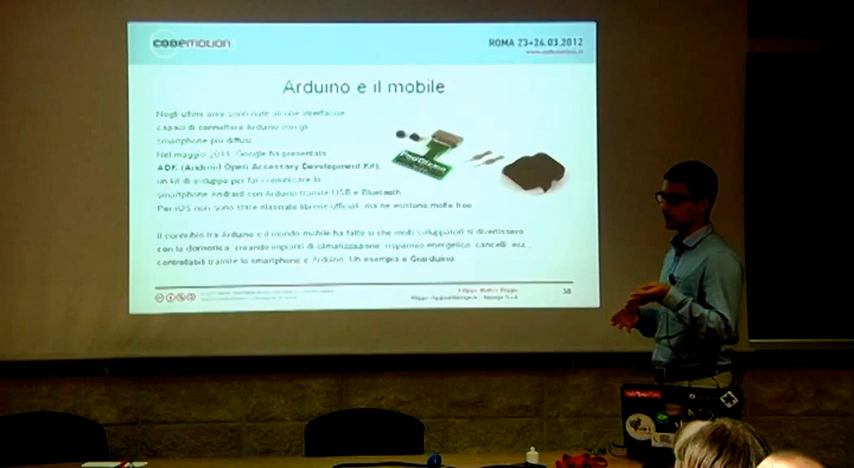 CODEMOTION
ROMA 23+24.03.2012
Arduino e il mobile
Negli ultimi anni sono nate alcune interfacce
capaci di connettere Arduino con gli
smartphone più diffusi.
Nel maggio 2011, Google ha presentato
ADK (Android Open Accessory Development Kit),
un kit di sviluppo per far comunicare lo
smartphone Android con Arduino tramite USB e Bluetooth.
Per iOS non sono state rilasciate librerie ufficiali, ma ne esistono molte free.
Il connubio tra Arduino e il mondo mobile ha fatto si che molti sviluppatori si divertissero
con la domotica, creando impianti di climatizzazione, risparmio energetico, cancelli, ecc..
controllabili tramite lo smartphone e Arduino. Un esempio è Giarduino
38